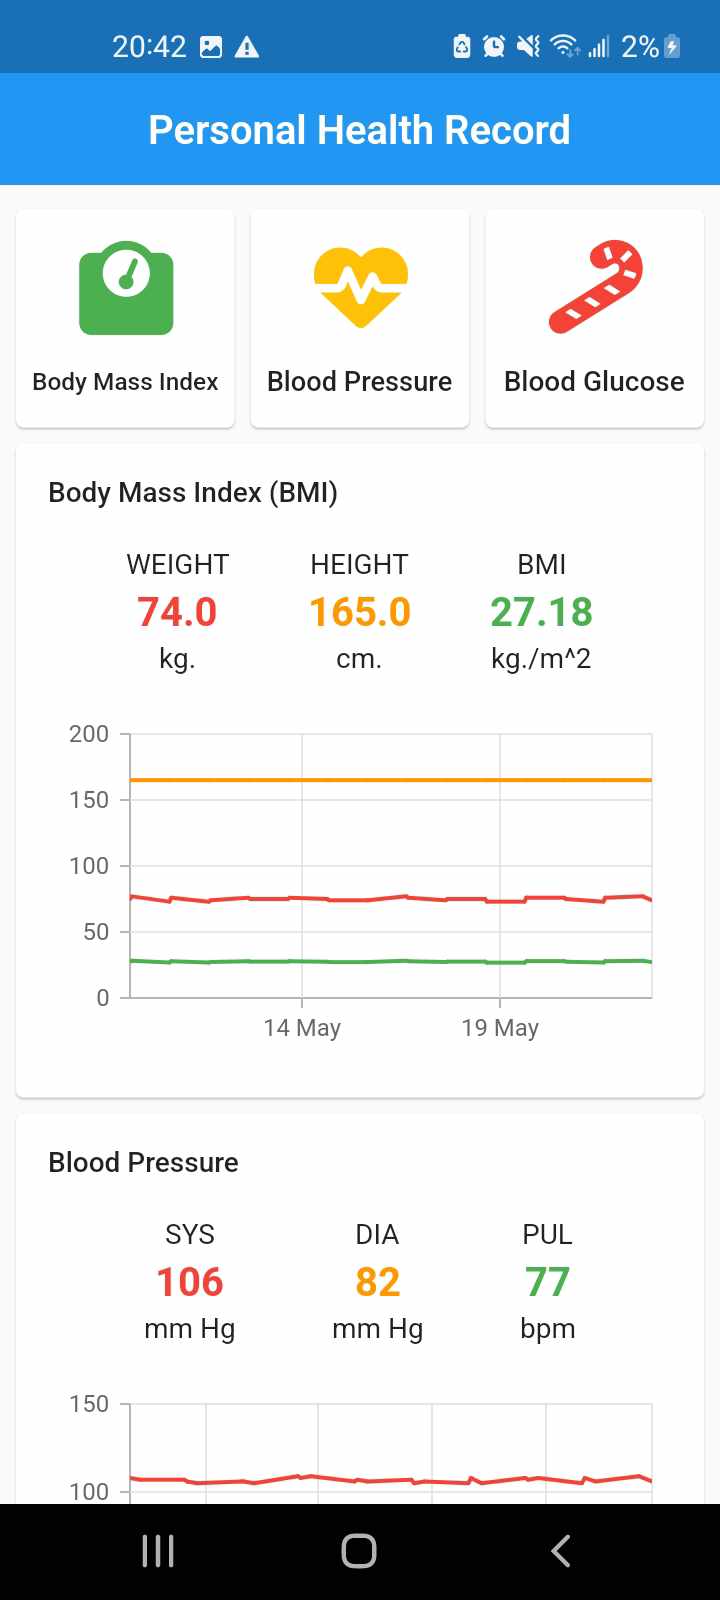 20:42 2%
Personal Health Record
Body Mass Index Blood Pressure Blood Glucose
Body Mass Index (BMI)
WEIGHT HEIGHT BMI
74.0 165.0 27.18
kg. cm. kg./m^2
200
150
100
50
0
14 May 19 May
Blood Pressure
SYS DIA PUL
106 82 77
mm Hg mm Hg bpm
150
100